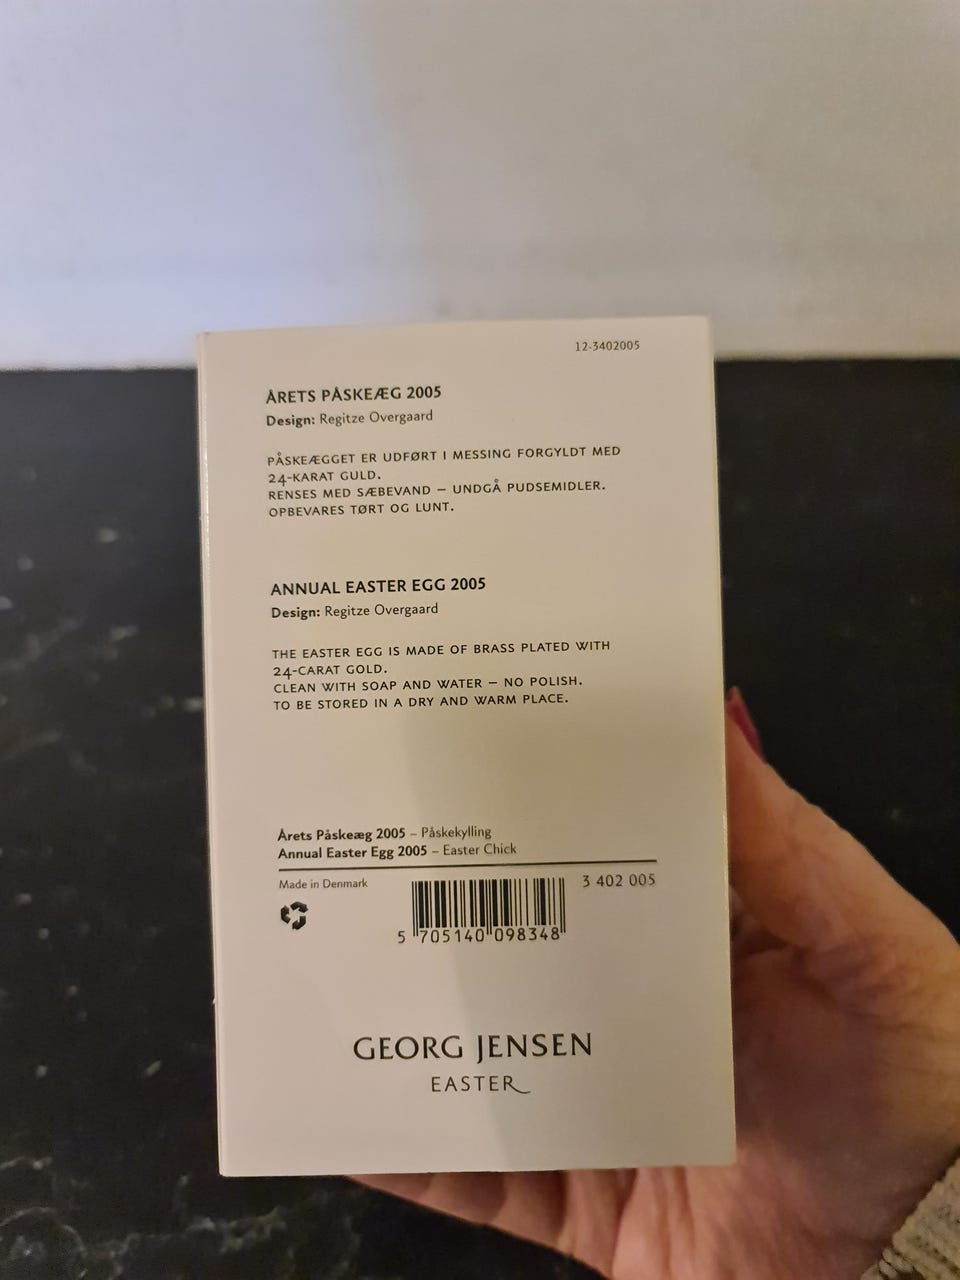 12-3402005
ÅRETS PÅSKEÆG 2005
Design: Regitze Overgaard
PÅSKEÆGGET ER UDFØRT I MESSING FORGYLDT MED
24-KARAT GULD.
RENSES MED SÆBEVAND – UNDGÅ PUDSEMIDLER.
OPBEVARES TØRT OG LUNT.
ANNUAL EASTER EGG 2005
Design: Regitze Overgaard
THE EASTER EGG IS MADE OF BRASS PLATED WITH
24-CARAT GOLD.
CLEAN WITH SOAP AND WATER – NO POLISH.
TO BE STORED IN A DRY AND WARM PLACE.
Årets Påskeæg 2005 – Påskekylling
Annual Easter Egg 2005 – Easter Chick
Made in Denmark
3 402 005
5 705140 098348
GEORG JENSEN
EASTER